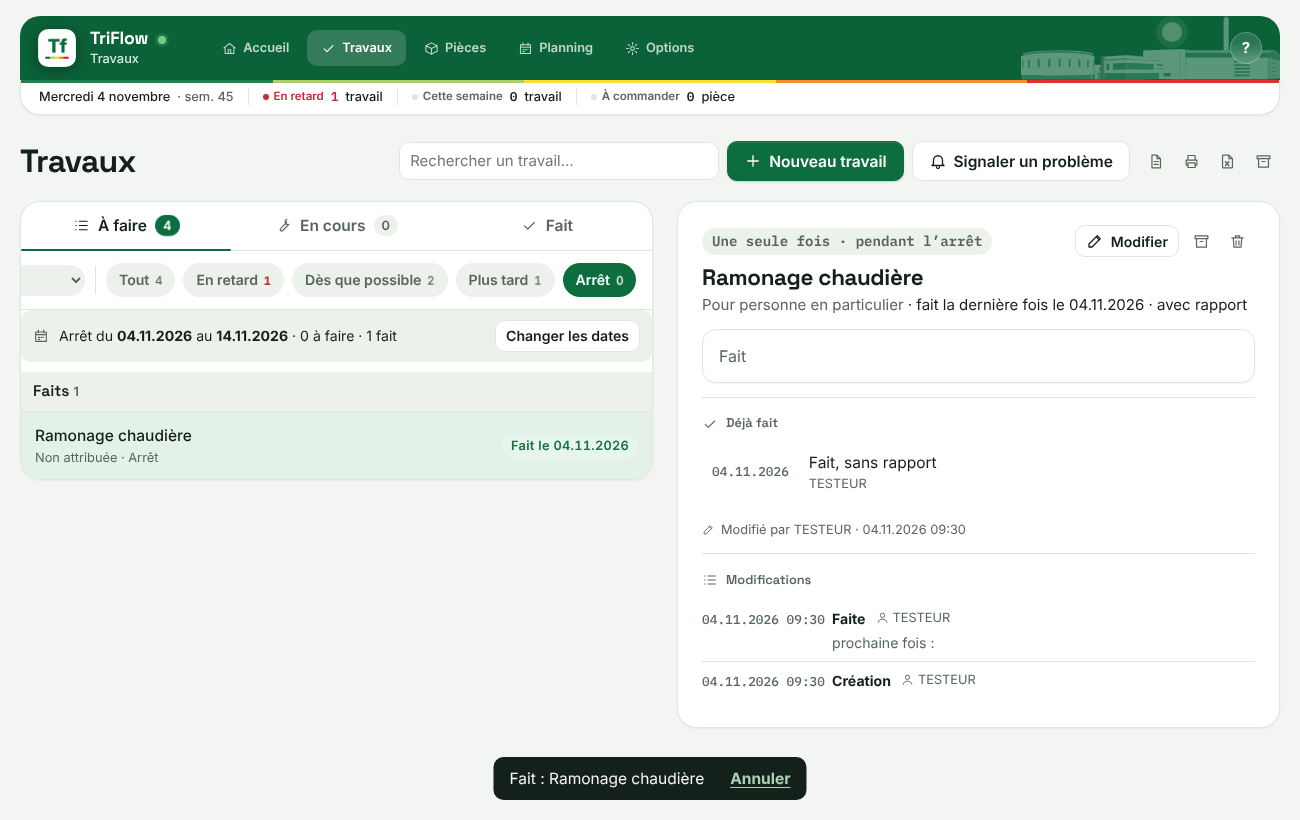 Tf
TriFlow
Travaux
Accueil
Travaux
Pièces
Planning
Options
?
Mercredi 4 novembre · sem. 45
En retard 1 travail
Cette semaine 0 travail
À commander 0 pièce
Travaux
Rechercher un travail…
Nouveau travail
Signaler un problème
À faire 4
En cours 0
Fait
Tout 4
En retard 1
Dès que possible 2
Plus tard 1
Arrêt 0
Arrêt du 04.11.2026 au 14.11.2026 · 0 à faire · 1 fait
Changer les dates
Faits 1
Ramonage chaudière
Non attribuée · Arrêt
Fait le 04.11.2026
Une seule fois · pendant l’arrêt
Modifier
Ramonage chaudière
Pour personne en particulier · fait la dernière fois le 04.11.2026 · avec rapport
Fait
Déjà fait
04.11.2026
Fait, sans rapport
TESTEUR
Modifié par TESTEUR · 04.11.2026 09:30
Modifications
04.11.2026 09:30 Faite TESTEUR
prochaine fois :
04.11.2026 09:30 Création TESTEUR
Fait : Ramonage chaudière Annuler